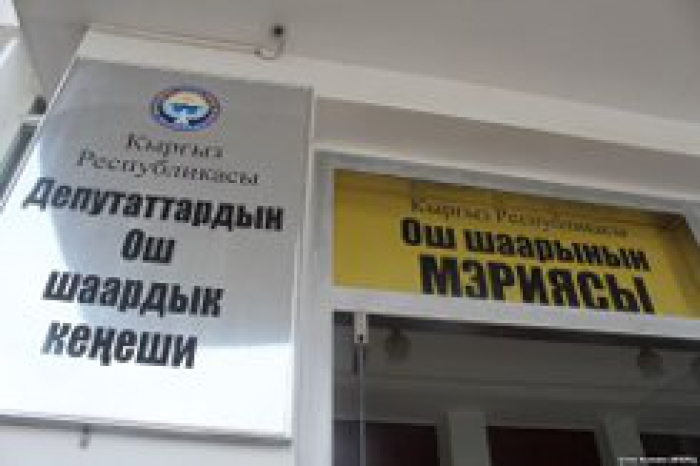 Кыргыз
Республикасы
Депутаттардын
Ош
шаардык
кеңеши
Кыргыз Республикасы
Ош шаарынын
МЭРИЯСЫ